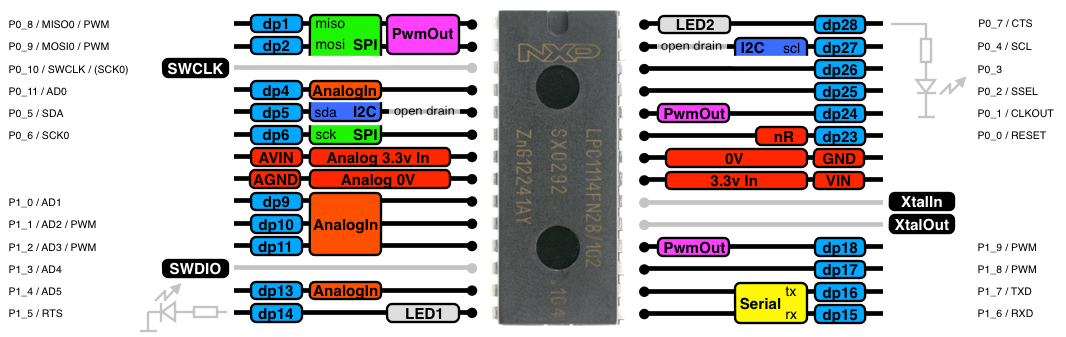 P0_8 / MISO0 / PWM dp1 miso PwmOut
P0_9 / MOSI0 / PWM dp2 mosi SPI
P0_10 / SWCLK / (SCK0) SWCLK
P0_11 / AD0 dp4 AnalogIn
P0_5 / SDA dp5 sda I2C open drain
P0_6 / SCK0 dp6 sck SPI
AVIN Analog 3.3v In
AGND Analog 0V
P1_0 / AD1 dp9
P1_1 / AD2 / PWM dp10 AnalogIn
P1_2 / AD3 / PWM dp11
P1_3 / AD4 SWDIO
P1_4 / AD5 dp13 AnalogIn
P1_5 / RTS dp14 LED1
NXP
LPC1114FN28 102
SX0282 .104
ZnG12241AY
LED2 dp28 P0_7 / CTS
open drain I2C scl dp27 P0_4 / SCL
dp26 P0_3
dp25 P0_2 / SSEL
PwmOut dp24 P0_1 / CLKOUT
nR dp23 P0_0 / RESET
0V GND
3.3v In VIN
XtalIn
XtalOut
PwmOut dp18 P1_9 / PWM
dp17 P1_8 / PWM
Serial tx dp16 P1_7 / TXD
rx dp15 P1_6 / RXD